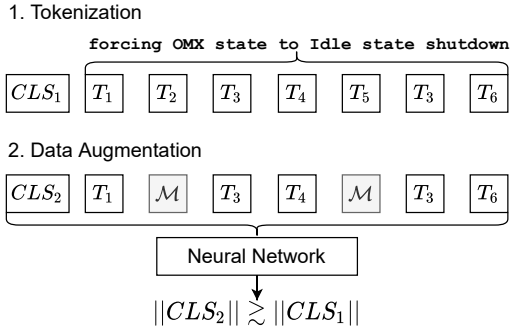 1. Tokenization
forcing OMX state to Idle state shutdown
CLS₁ T₁ T₂ T₃ T₄ T₅ T₃ T₆
2. Data Augmentation
CLS₂ T₁ ℳ T₃ T₄ ℳ T₃ T₆
Neural Network
||CLS₂|| ≳ ||CLS₁||